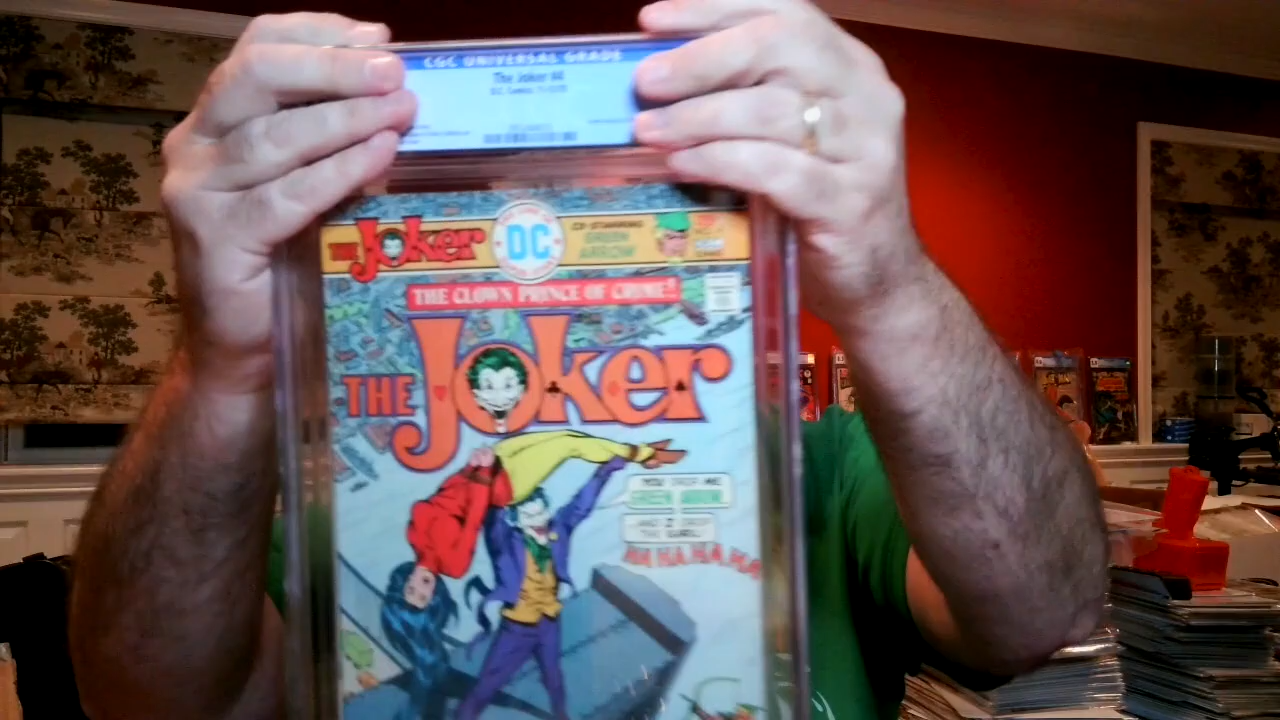 CGC UNIVERSAL GRADE
The Joker #4
THE JOKER
DC
CO-STARRING
GREEN
ARROW
THE CLOWN PRINCE OF CRIME!
THE JOKER
YOU DROP ME,
GREEN ARROW,
AND I DROP
THE GIRL!
HA HA HA HA